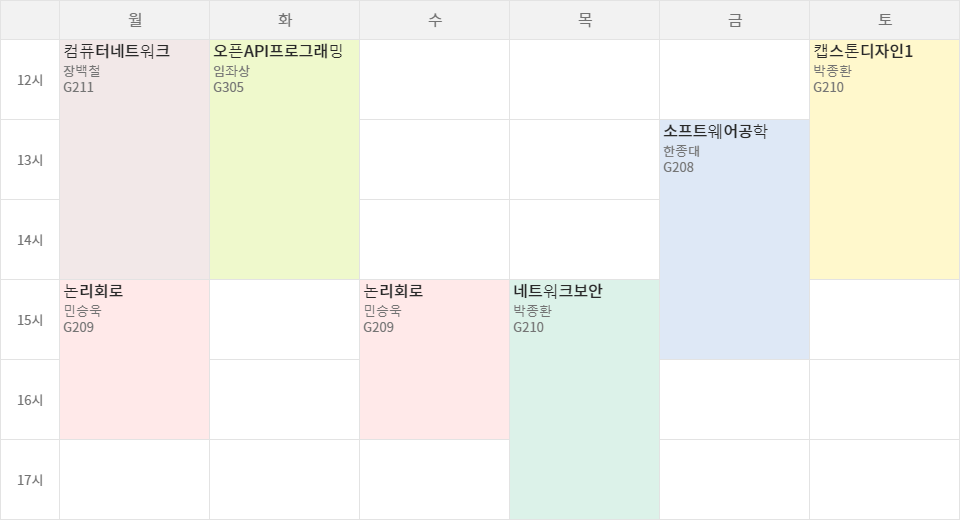 월 화 수 목 금 토
12시
컴퓨터네트워크
장백철
G211
오픈API프로그래밍
임좌상
G305
캡스톤디자인1
박종환
G210
13시
소프트웨어공학
한종대
G208
14시
15시
논리회로
민승욱
G209
논리회로
민승욱
G209
네트워크보안
박종환
G210
16시
17시